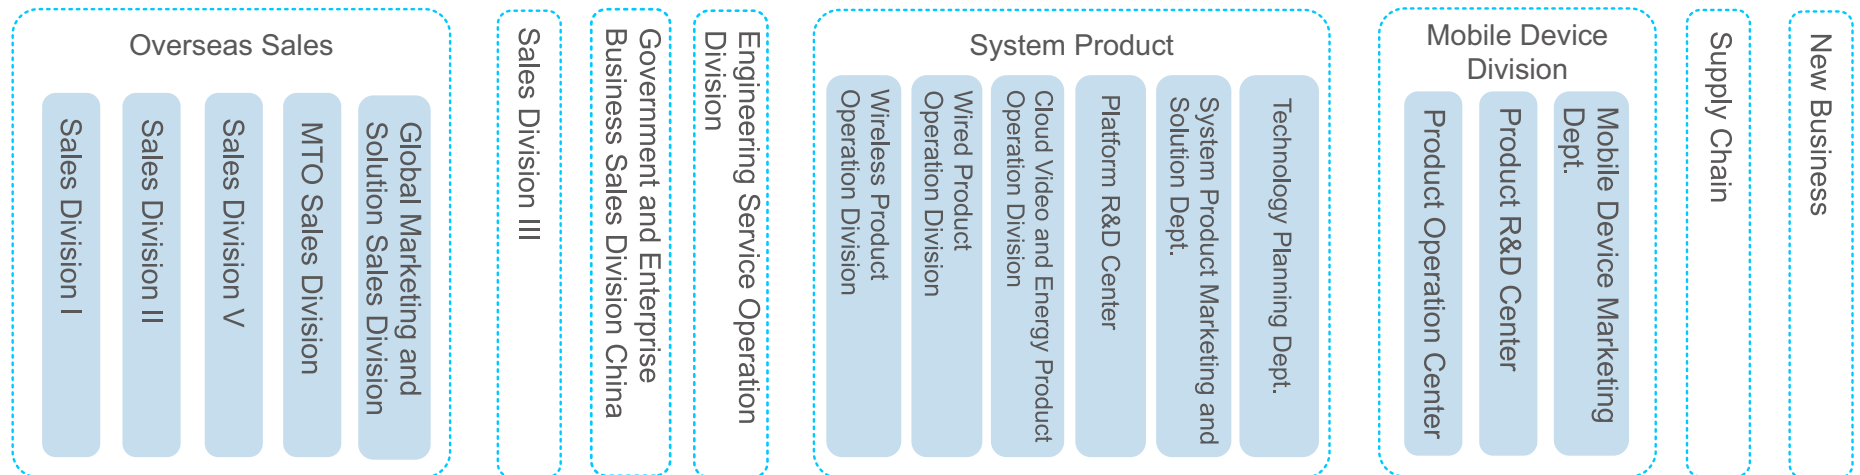 Overseas Sales
Sales Division I
Sales Division II
Sales Division V
MTO Sales Division
Global Marketing and
Solution Sales Division
Sales Division III
Government and Enterprise
Business Sales Division China
Engineering Service Operation
Division
System Product
Wireless Product
Operation Division
Wired Product
Operation Division
Cloud Video and Energy Product
Operation Division
Platform R&D Center
System Product Marketing and
Solution Dept.
Technology Planning Dept.
Mobile Device
Division
Product Operation Center
Product R&D Center
Mobile Device Marketing
Dept.
Supply Chain
New Business